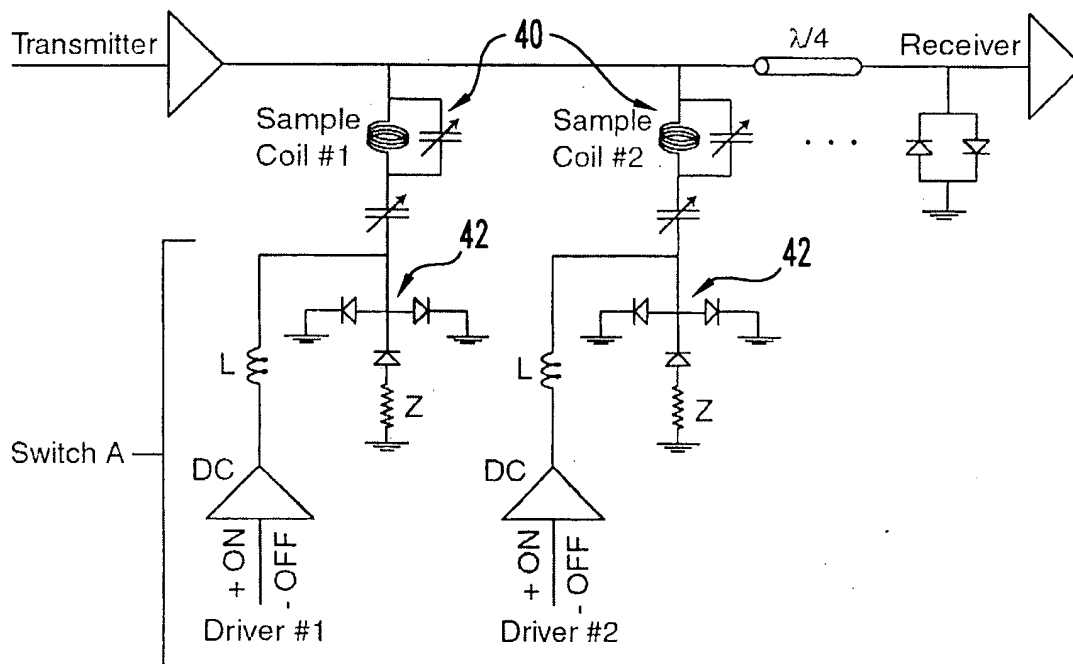 Transmitter
40
λ/4
Receiver
Sample
Coil #1
Sample
Coil #2
. . .
42
42
L
Z
L
Z
Switch A
DC
DC
+ ON
- OFF
+ ON
- OFF
Driver #1
Driver #2